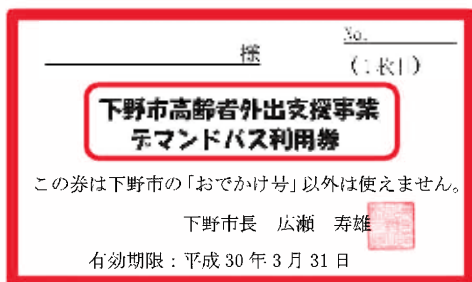 No.
様
(1枚目)
下野市高齢者外出支援事業
デマンドバス利用券
この券は下野市の「おでかけ号」以外は使えません。
下野市長 広瀬 寿雄
有効期限：平成30年3月31日